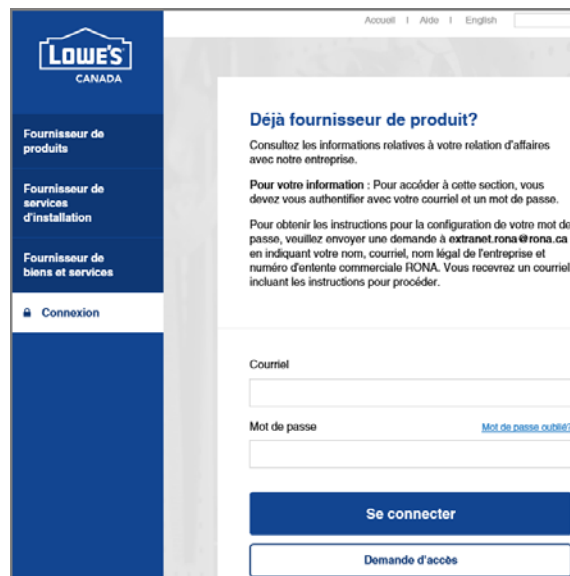 Accueil I Aide I English
LOWE'S
CANADA
Fournisseur de
produits
Fournisseur de
services
d'installation
Fournisseur de
biens et services
Connexion
Déjà fournisseur de produit?
Consultez les informations relatives à votre relation d'affaires
avec notre entreprise.
Pour votre information : Pour accéder à cette section, vous
devez vous authentifier avec votre courriel et un mot de passe.
Pour obtenir les instructions pour la configuration de votre mot de
passe, veuillez envoyer une demande à extranet.rona@rona.ca
en indiquant votre nom, courriel, nom légal de l'entreprise et
numéro d'entente commerciale RONA. Vous recevrez un courriel
incluant les instructions pour procéder.
Courriel
Mot de passe Mot de passe oublié?
Se connecter
Demande d'accès